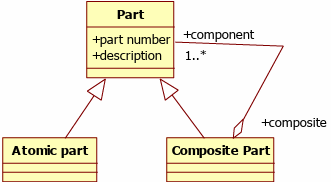 Part
+part number
+description
+component
1..*
+composite
Atomic part
Composite Part